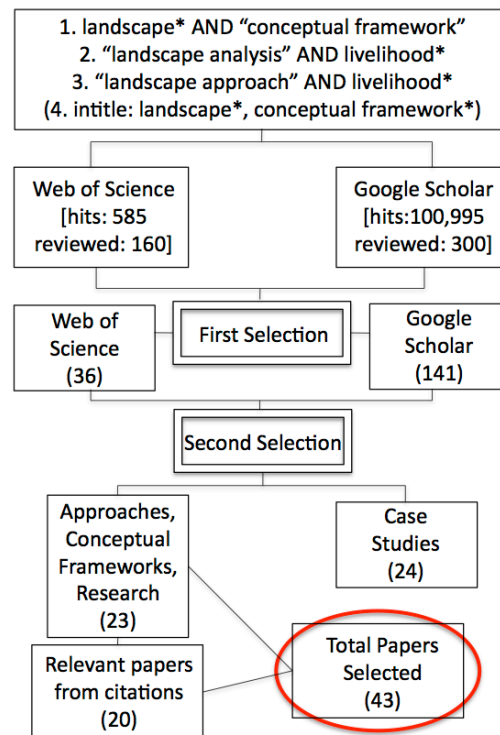 1. landscape* AND “conceptual framework”
2. “landscape analysis” AND livelihood*
3. “landscape approach” AND livelihood*
(4. intitle: landscape*, conceptual framework*)
Web of Science
[hits: 585
reviewed: 160]
Google Scholar
[hits:100,995
reviewed: 300]
Web of
Science
(36)
First Selection
Google
Scholar
(141)
Second Selection
Approaches,
Conceptual
Frameworks,
Research
(23)
Case
Studies
(24)
Relevant papers
from citations
(20)
Total Papers
Selected
(43)